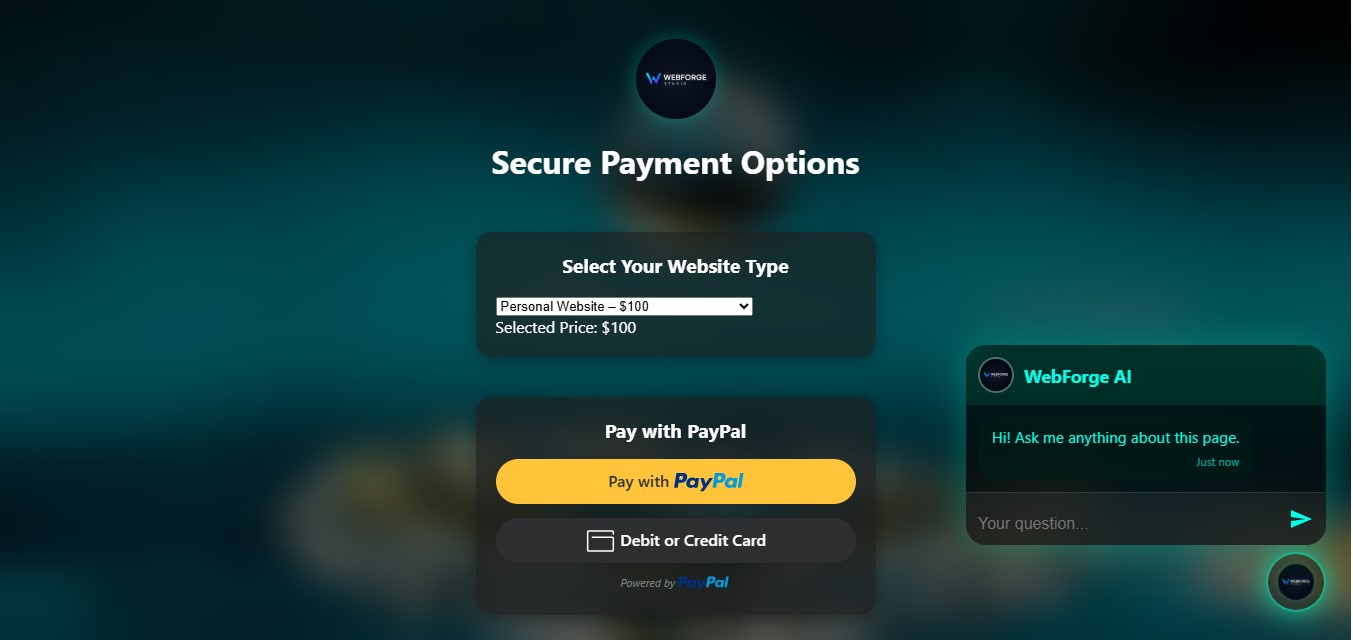 WEBFORGE
STUDIO
Secure Payment Options
Select Your Website Type
Personal Website – $100
Selected Price: $100
Pay with PayPal
Pay with PayPal
Debit or Credit Card
Powered by PayPal
WEBFORGE
WebForge AI
Hi! Ask me anything about this page.
Just now
Your question...
WEBFORGE